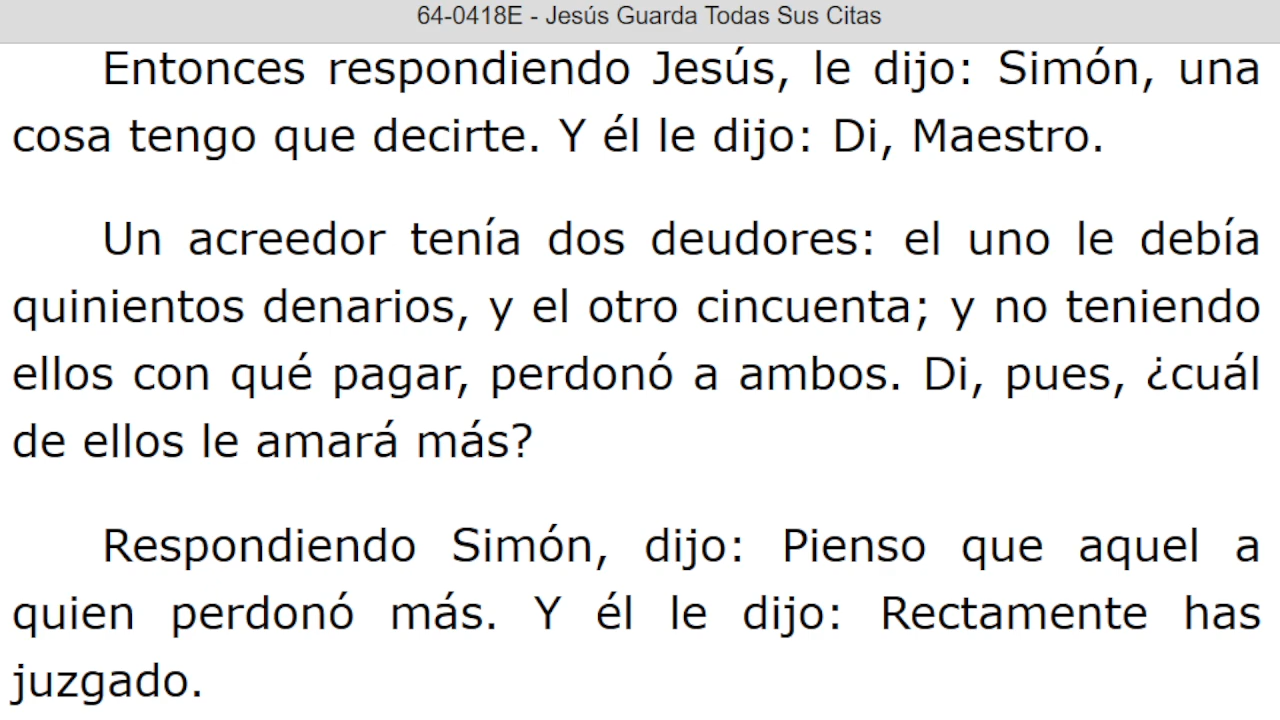 64-0418E - Jesús Guarda Todas Sus Citas
Entonces respondiendo Jesús, le dijo: Simón, una
cosa tengo que decirte. Y él le dijo: Di, Maestro.
Un acreedor tenía dos deudores: el uno le debía
quinientos denarios, y el otro cincuenta; y no teniendo
ellos con qué pagar, perdonó a ambos. Di, pues, ¿cuál
de ellos le amará más?
Respondiendo Simón, dijo: Pienso que aquel a
quien perdonó más. Y él le dijo: Rectamente has
juzgado.